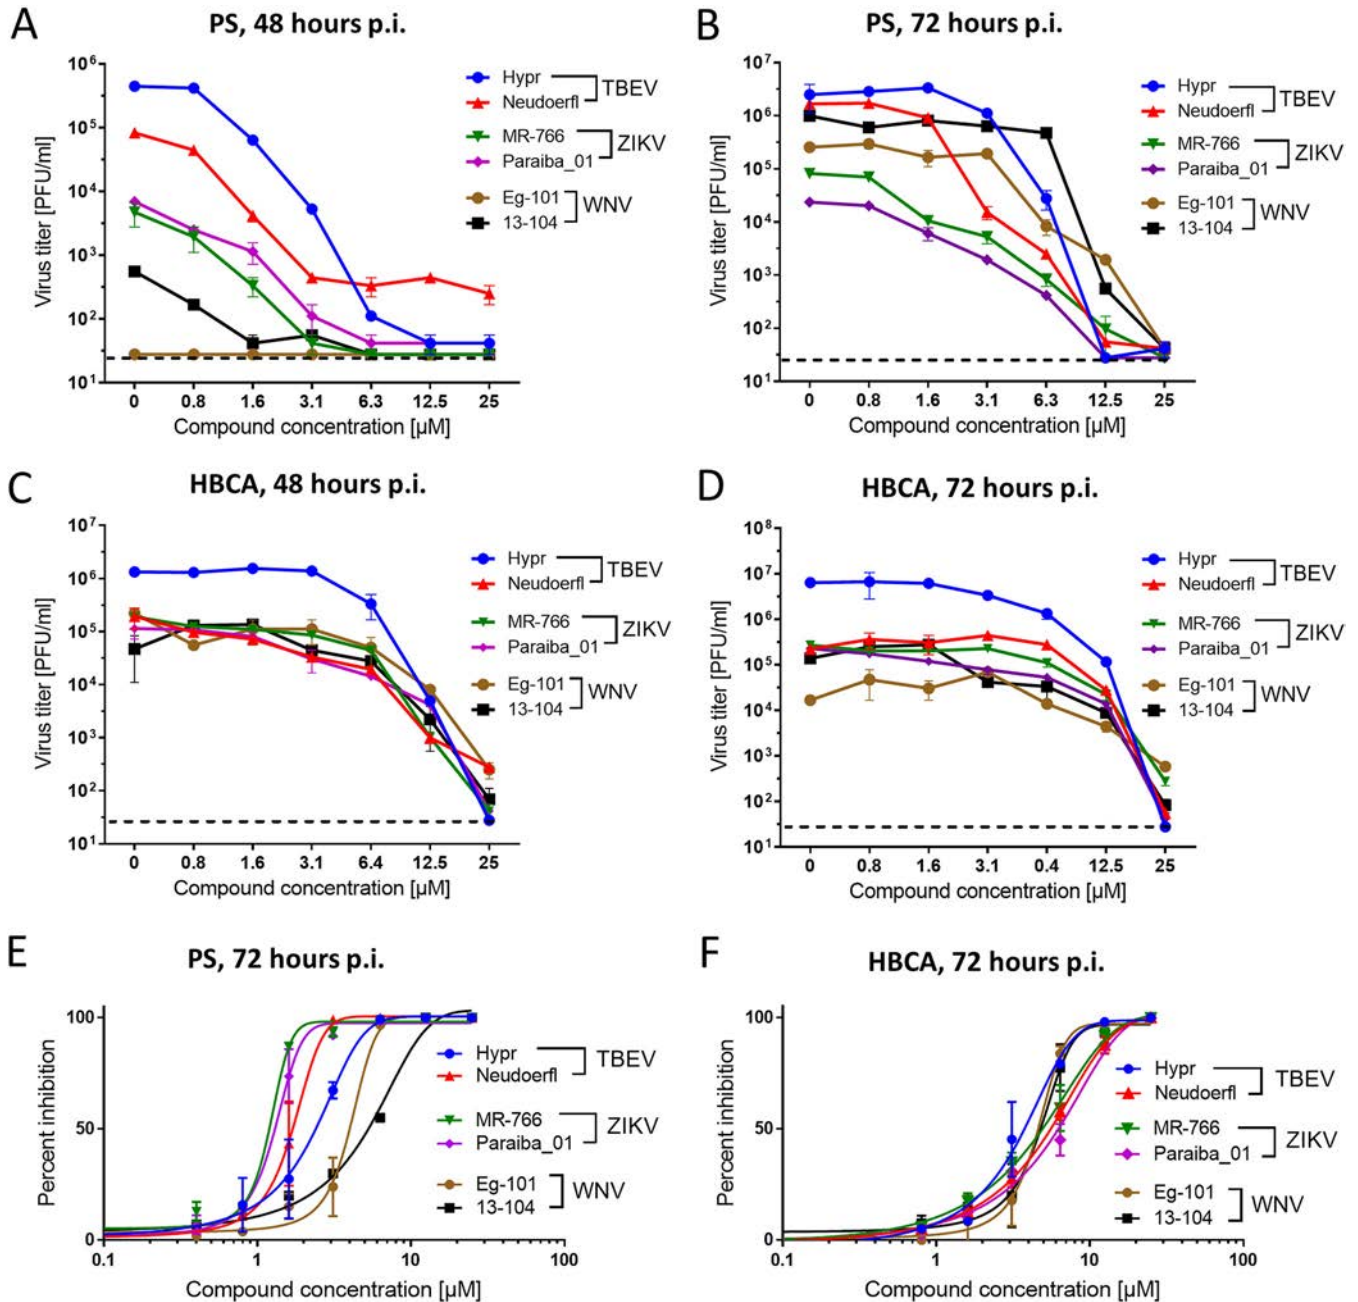 A
PS, 48 hours p.i.
Virus titer [PFU/ml]
10^6
10^5
10^4
10^3
10^2
10^1
0 0.8 1.6 3.1 6.3 12.5 25
Compound concentration [µM]
Hypr
Neudoerfl
TBEV
MR-766
Paraiba_01
ZIKV
Eg-101
13-104
WNV
B
PS, 72 hours p.i.
Virus titer [PFU/ml]
10^7
10^6
10^5
10^4
10^3
10^2
10^1
0 0.8 1.6 3.1 6.3 12.5 25
Compound concentration [µM]
Hypr
Neudoerfl
TBEV
MR-766
Paraiba_01
ZIKV
Eg-101
13-104
WNV
C
HBCA, 48 hours p.i.
Virus titer [PFU/ml]
10^7
10^6
10^5
10^4
10^3
10^2
10^1
0 0.8 1.6 3.1 6.4 12.5 25
Compound concentration [µM]
Hypr
Neudoerfl
TBEV
MR-766
Paraiba_01
ZIKV
Eg-101
13-104
WNV
D
HBCA, 72 hours p.i.
Virus titer [PFU/ml]
10^8
10^7
10^6
10^5
10^4
10^3
10^2
10^1
0 0.8 1.6 3.1 0.4 12.5 25
Compound concentration [µM]
Hypr
Neudoerfl
TBEV
MR-766
Paraiba_01
ZIKV
Eg-101
13-104
WNV
E
PS, 72 hours p.i.
Percent inhibition
100
50
0
0.1 1 10 100
Compound concentration [µM]
Hypr
Neudoerfl
TBEV
MR-766
Paraiba_01
ZIKV
Eg-101
13-104
WNV
F
HBCA, 72 hours p.i.
Percent inhibition
100
50
0
0.1 1 10 100
Compound concentration [µM]
Hypr
Neudoerfl
TBEV
MR-766
Paraiba_01
ZIKV
Eg-101
13-104
WNV